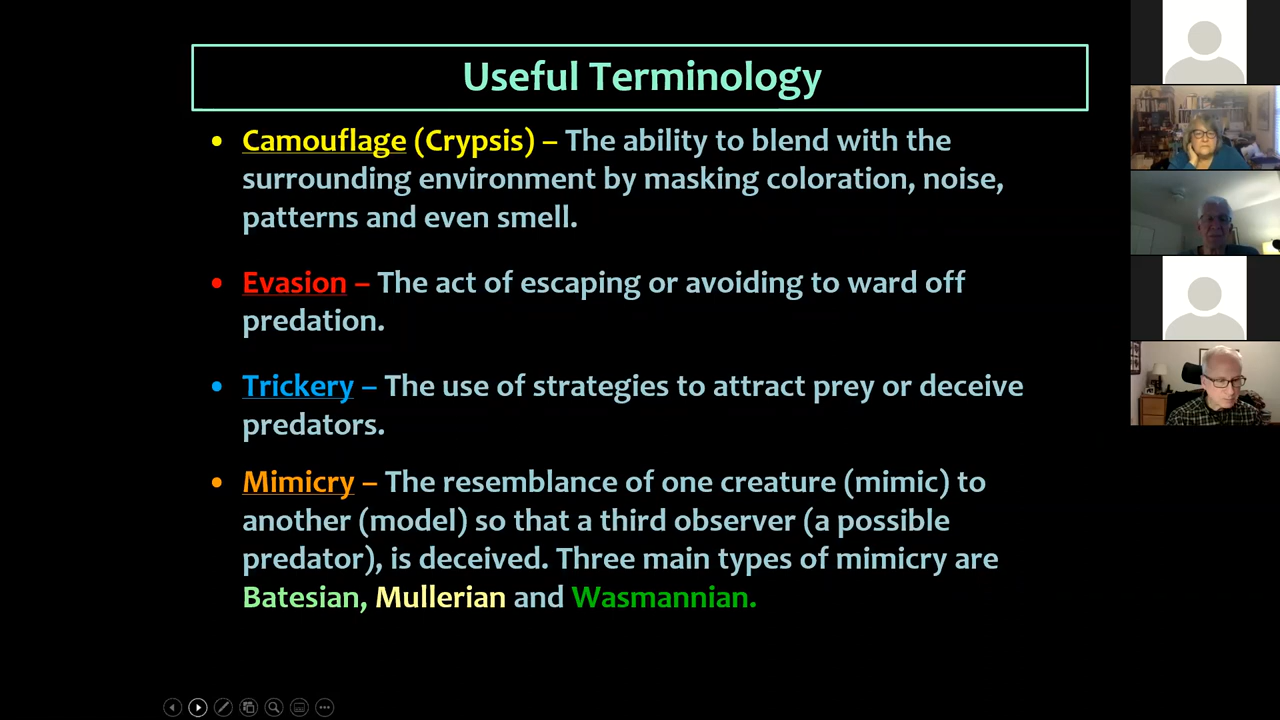 Useful Terminology
• Camouflage (Crypsis) – The ability to blend with the
surrounding environment by masking coloration, noise,
patterns and even smell.
• Evasion – The act of escaping or avoiding to ward off
predation.
• Trickery – The use of strategies to attract prey or deceive
predators.
• Mimicry – The resemblance of one creature (mimic) to
another (model) so that a third observer (a possible
predator), is deceived. Three main types of mimicry are
Batesian, Mullerian and Wasmannian.